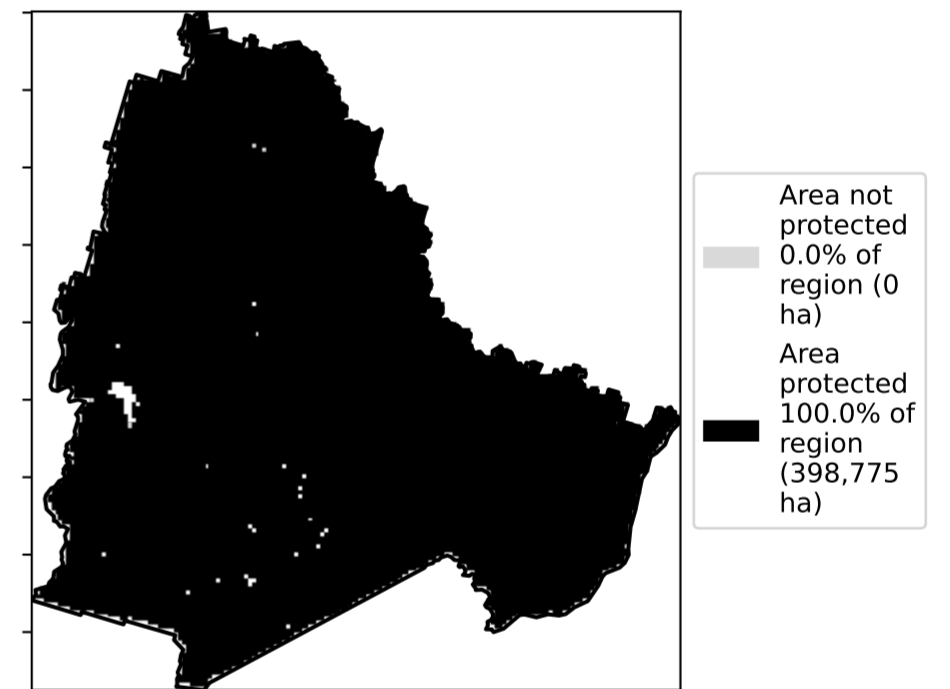 Area not
protected
0.0% of
region (0
ha)
Area
protected
100.0% of
region
(398,775
ha)